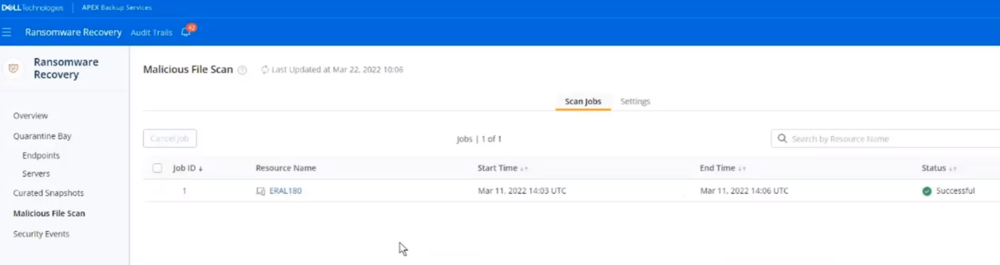 DELL Technologies | APEX Backup Services
Ransomware Recovery Audit Trails 42
Ransomware
Recovery
Overview
Quarantine Bay
Endpoints
Servers
Curated Snapshots
Malicious File Scan
Security Events
Malicious File Scan ? Last Updated at Mar 22, 2022 10:06
Scan Jobs Settings
Cancel Job Jobs | 1 of 1 Search by Resource Name
Job ID Resource Name Start Time End Time Status
1 ERAL180 Mar 11, 2022 14:03 UTC Mar 11, 2022 14:06 UTC Successful